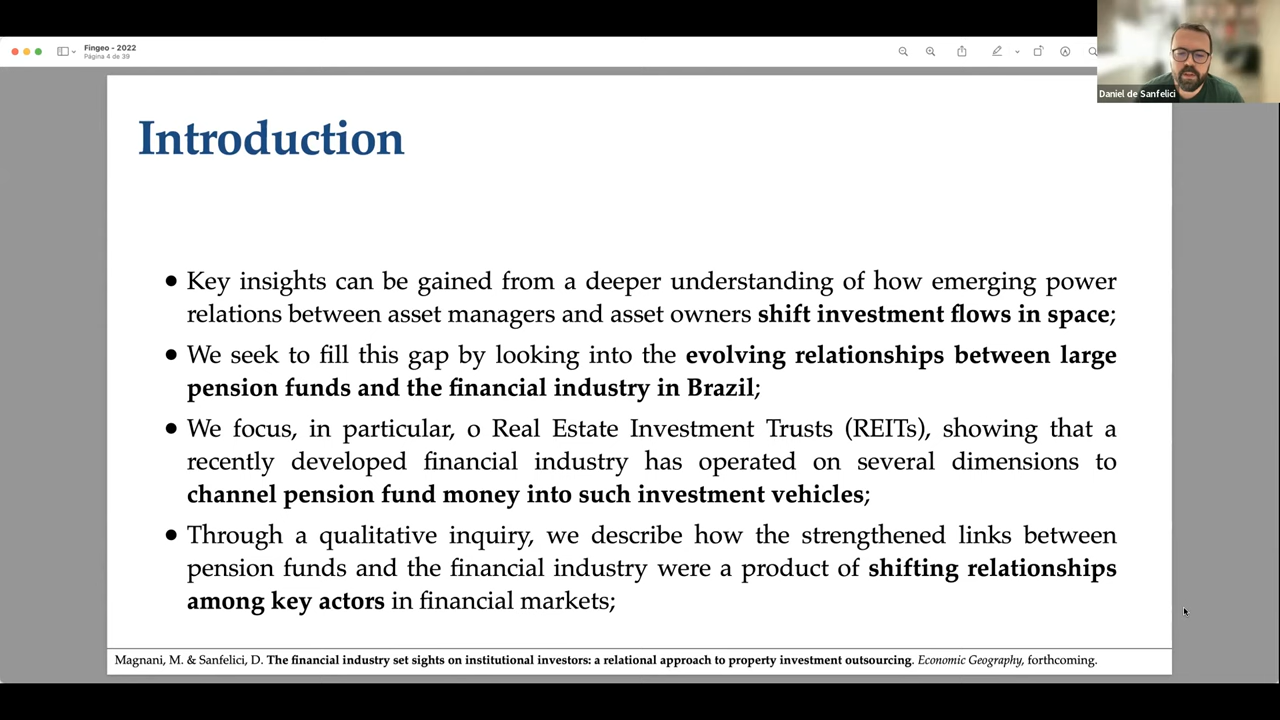 Fingeo - 2022
Página 4 de 39
Daniel de Sanfelici
Introduction
● Key insights can be gained from a deeper understanding of how emerging power
relations between asset managers and asset owners shift investment flows in space;
● We seek to fill this gap by looking into the evolving relationships between large
pension funds and the financial industry in Brazil;
● We focus, in particular, o Real Estate Investment Trusts (REITs), showing that a
recently developed financial industry has operated on several dimensions to
channel pension fund money into such investment vehicles;
● Through a qualitative inquiry, we describe how the strengthened links between
pension funds and the financial industry were a product of shifting relationships
among key actors in financial markets;
Magnani, M. & Sanfelici, D. The financial industry set sights on institutional investors: a relational approach to property investment outsourcing. Economic Geography, forthcoming.